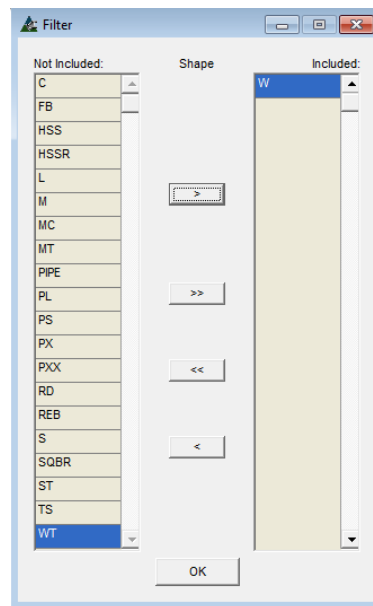 Filter
Not Included:
Shape
Included:
C
FB
HSS
HSSR
L
M
MC
MT
PIPE
PL
PS
PX
PXX
RD
REB
S
SQBR
ST
TS
WT
W
>
>>
<<
<
OK